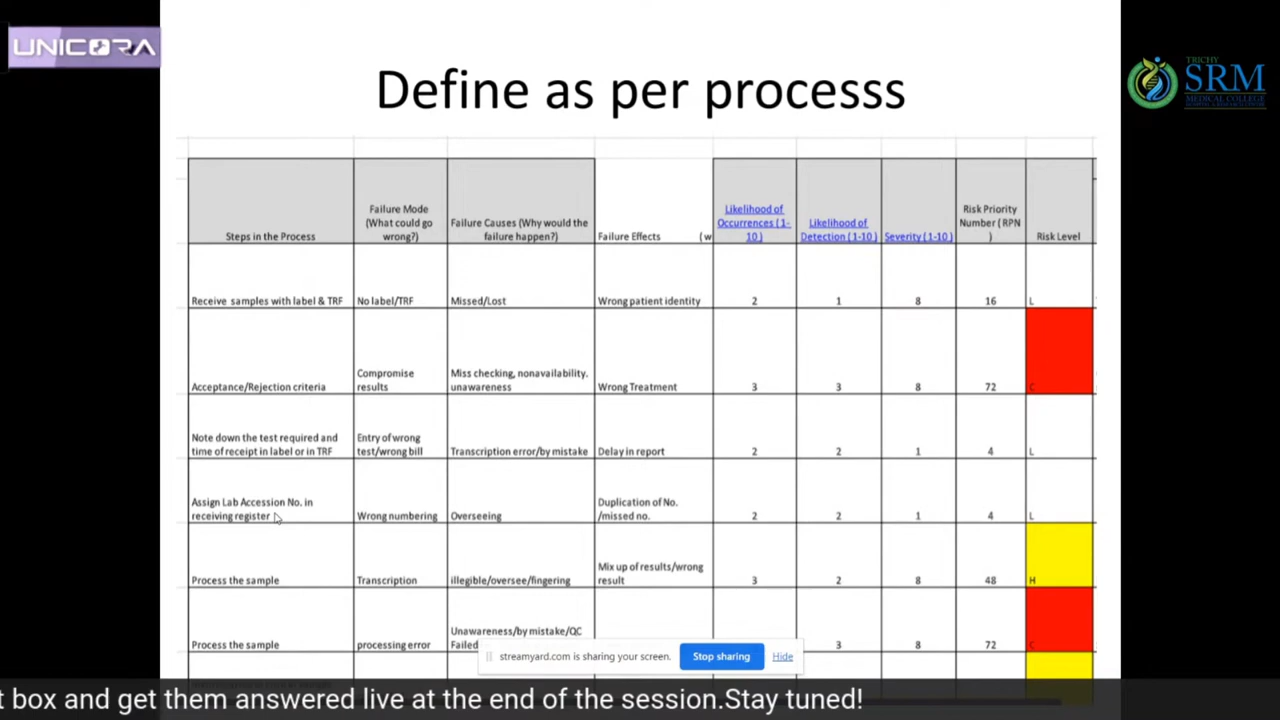 UNICORA
TRICHY
SRM
MEDICAL COLLEGE
HOSPITAL & RESEARCH CENTRE
Define as per processs
Steps in the Process
Failure Mode
(What could go
wrong?)
Failure Causes (Why would the
failure happen?)
Failure Effects (w
Likelihood of
Occurrences (1-
10)
Likelihood of
Detection (1-10)
Severity (1-10)
Risk Priority
Number (RPN
)
Risk Level
Receive samples with label & TRF
No label/TRF
Missed/Lost
Wrong patient identity
2
1
8
16
L
Acceptance/Rejection criteria
Compromise
results
Miss checking, nonavailability.
unawareness
Wrong Treatment
3
3
8
72
C
Note down the test required and
time of receipt in label or in TRF
Entry of wrong
test/wrong bill
Transcription error/by mistake
Delay in report
2
2
1
4
L
Assign Lab Accession No. in
receiving register
Wrong numbering
Overseeing
Duplication of No.
/missed no.
2
2
1
4
L
Process the sample
Transcription
illegible/oversee/fingering
Mix up of results/wrong
result
3
2
8
48
H
Process the sample
processing error
Unawareness/by mistake/QC
Failed
3
8
72
C
streamyard.com is sharing your screen.
Stop sharing
Hide
t box and get them answered live at the end of the session.Stay tuned!